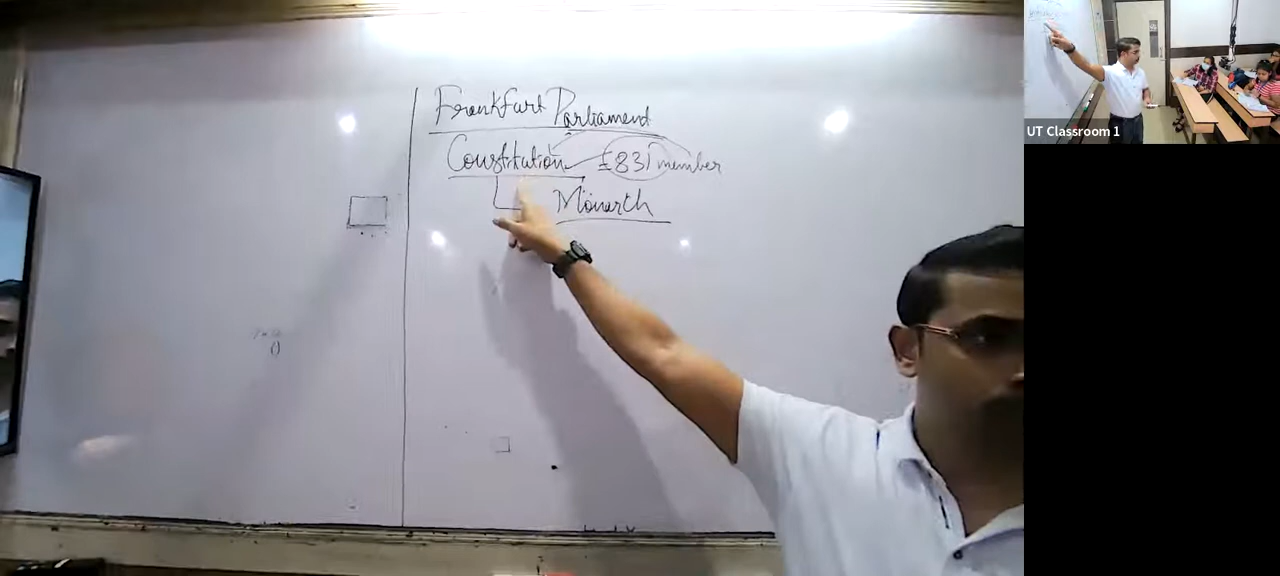 Frankfurt Parliament
Constitution 831 member
Monarch
UT Classroom 1